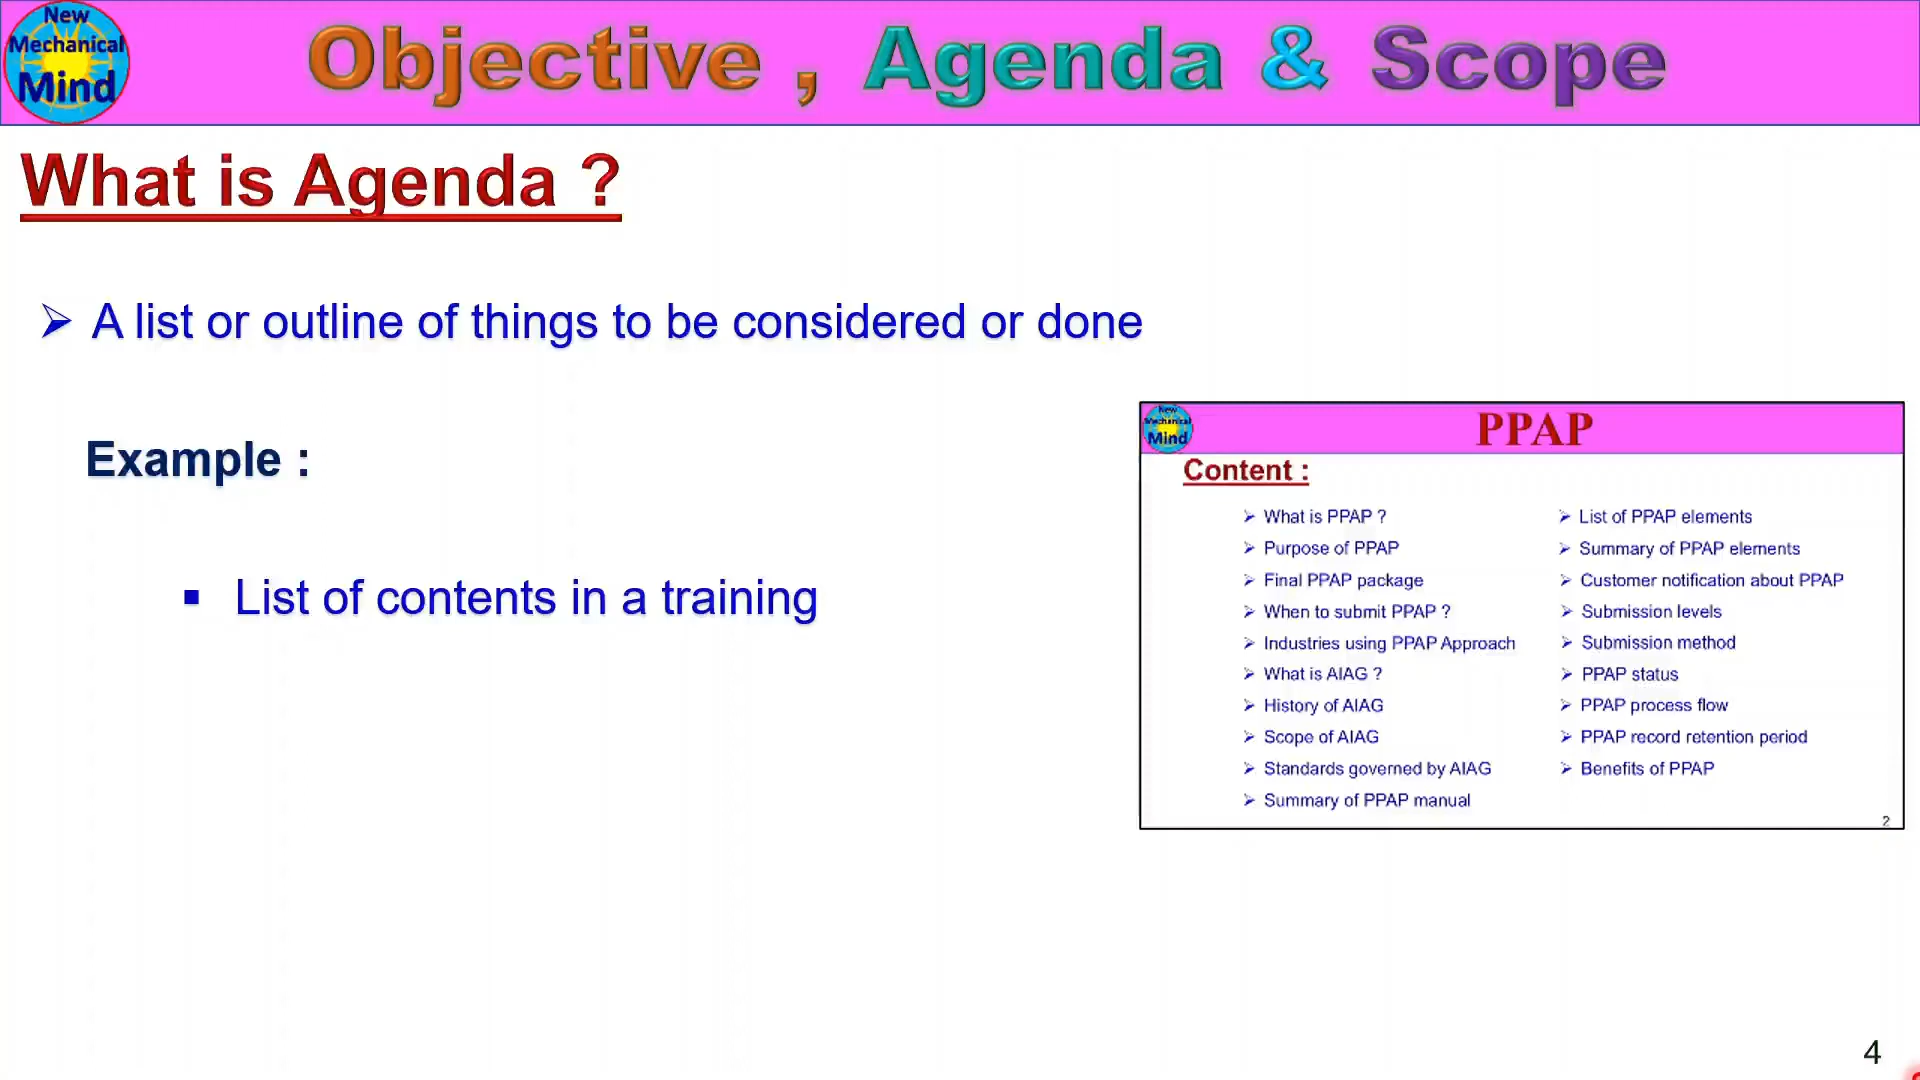 New
Mechanical
Mind
Objective , Agenda & Scope
What is Agenda ?
A list or outline of things to be considered or done
Example :
List of contents in a training
New
Mechanical
Mind
PPAP
Content :
What is PPAP ?
Purpose of PPAP
Final PPAP package
When to submit PPAP ?
Industries using PPAP Approach
What is AIAG ?
History of AIAG
Scope of AIAG
Standards governed by AIAG
Summary of PPAP manual
List of PPAP elements
Summary of PPAP elements
Customer notification about PPAP
Submission levels
Submission method
PPAP status
PPAP process flow
PPAP record retention period
Benefits of PPAP
2
4